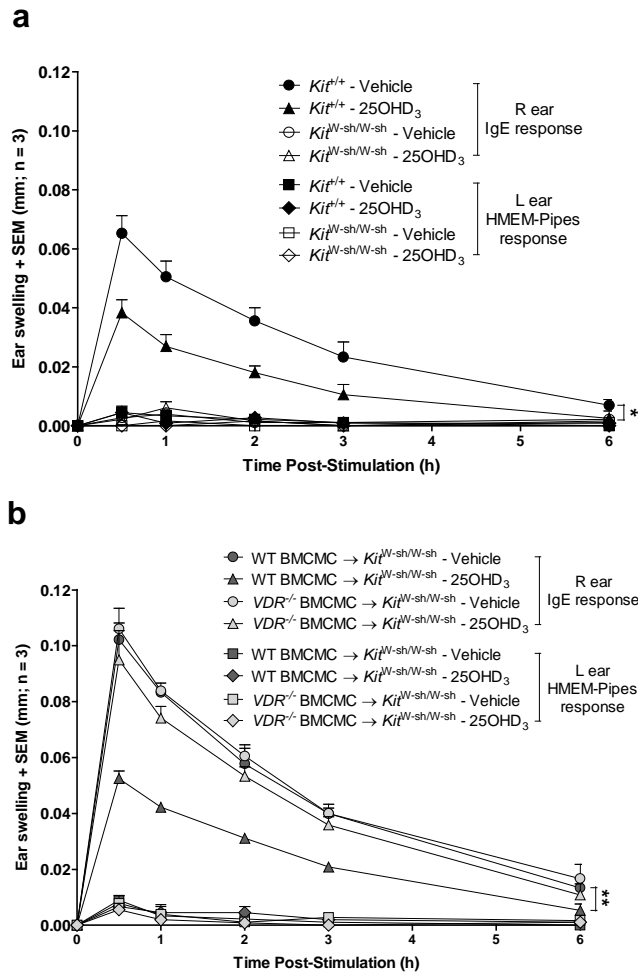 a
0.12
0.10
0.08
0.06
0.04
0.02
0.00
Ear swelling + SEM (mm; n = 3)
Kit+/+ - Vehicle
Kit+/+ - 25OHD3
KitW-sh/W-sh - Vehicle
KitW-sh/W-sh - 25OHD3
R ear
IgE response
Kit+/+ - Vehicle
Kit+/+ - 25OHD3
KitW-sh/W-sh - Vehicle
KitW-sh/W-sh - 25OHD3
L ear
HMEM-Pipes
response
*
0 1 2 3 4 5 6
Time Post-Stimulation (h)
b
0.12
0.10
0.08
0.06
0.04
0.02
0.00
Ear swelling + SEM (mm; n = 3)
WT BMCMC → KitW-sh/W-sh - Vehicle
WT BMCMC → KitW-sh/W-sh - 25OHD3
VDR-/- BMCMC → KitW-sh/W-sh - Vehicle
VDR-/- BMCMC → KitW-sh/W-sh - 25OHD3
R ear
IgE response
WT BMCMC → KitW-sh/W-sh - Vehicle
WT BMCMC → KitW-sh/W-sh - 25OHD3
VDR-/- BMCMC → KitW-sh/W-sh - Vehicle
VDR-/- BMCMC → KitW-sh/W-sh - 25OHD3
L ear
HMEM-Pipes
response
**
0 1 2 3 4 5 6
Time Post-Stimulation (h)